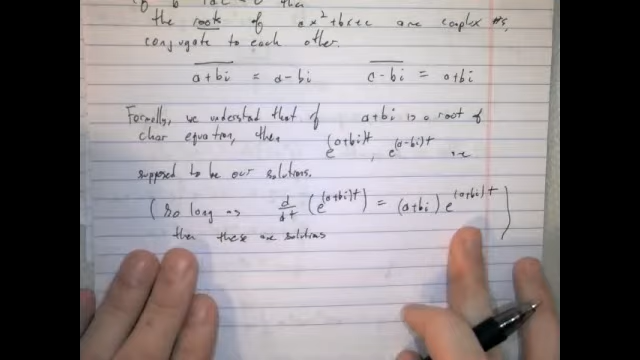 the roots of ax² + bx + c are complex #s,
conjugate to each other.
\overline{a+bi} = a-bi \overline{a-bi} = a+bi
Formally, we understand that if a+bi is a root of
char equation, then e^{(a+bi)t}, e^{(a-bi)t} are
supposed to be our solutions.
(So long as d/dt (e^{(a+bi)t}) = (a+bi) e^{(a+bi)t}
then these are solutions)